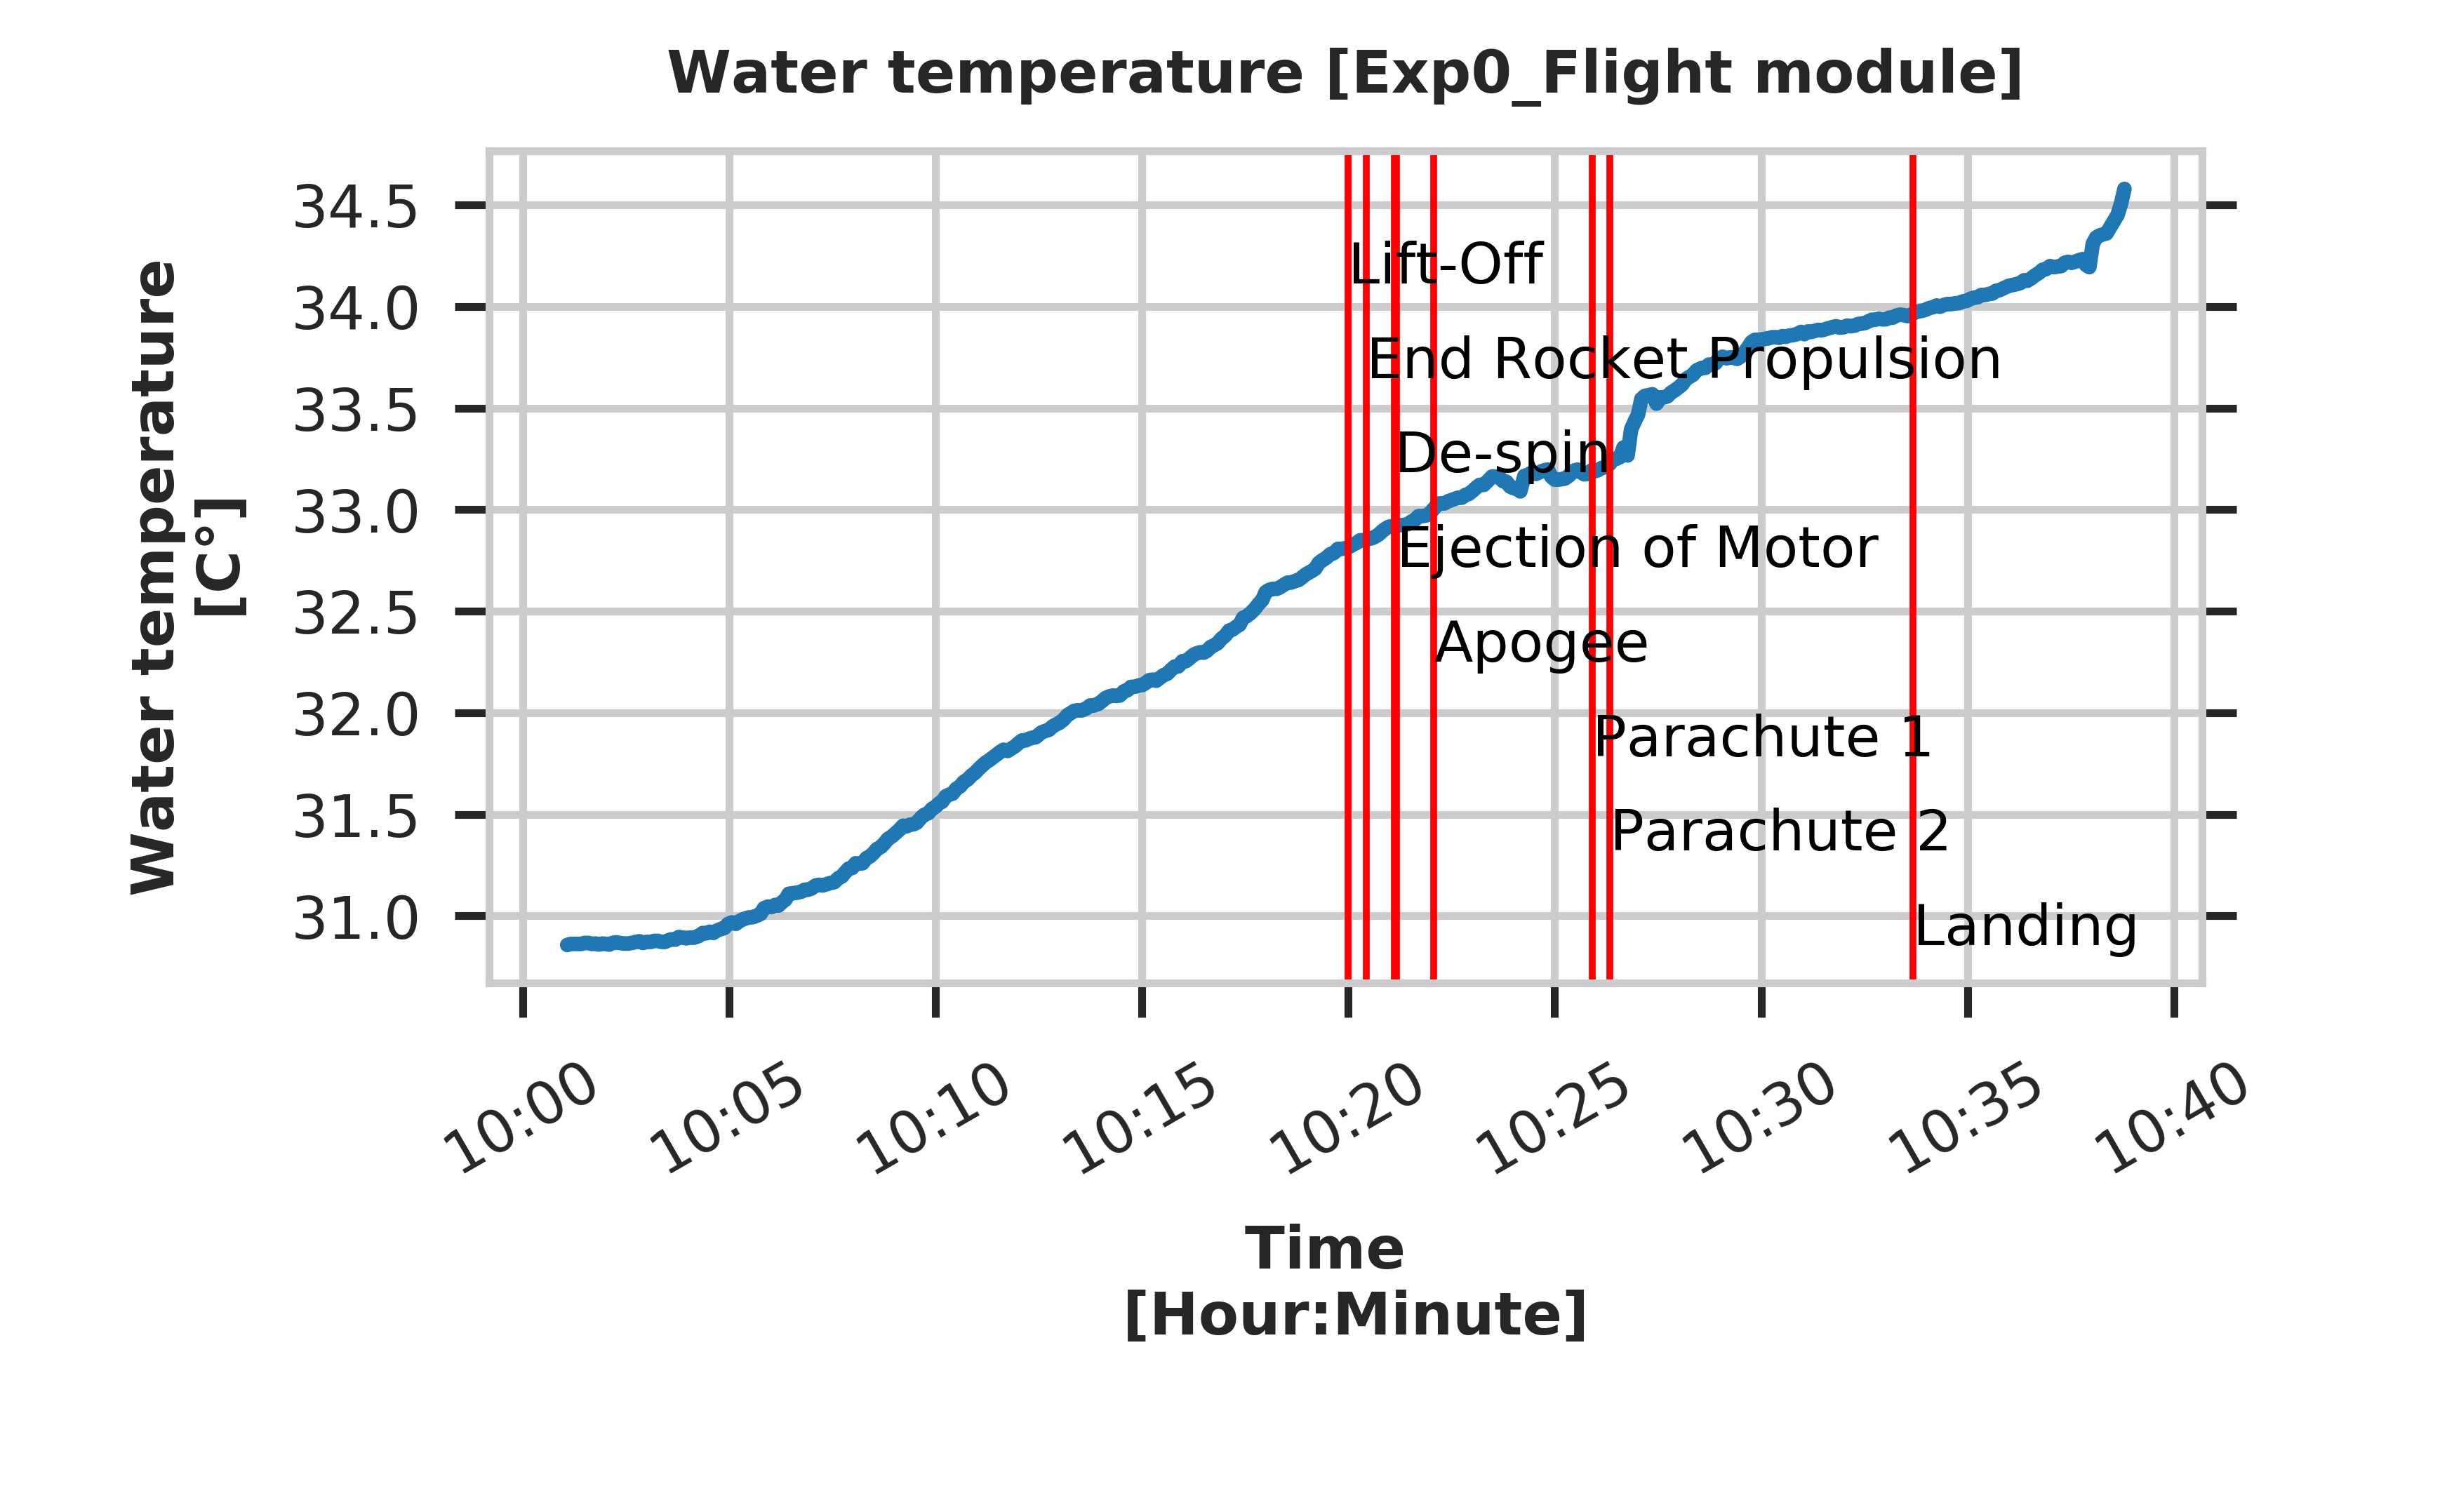 Water temperature [Exp0_Flight module]
Water temperature
[C°]
34.5
34.0
33.5
33.0
32.5
32.0
31.5
31.0
Lift-Off
End Rocket Propulsion
De-spin
Ejection of Motor
Apogee
Parachute 1
Parachute 2
Landing
10:00
10:05
10:10
10:15
10:20
10:25
10:30
10:35
10:40
Time
[Hour:Minute]